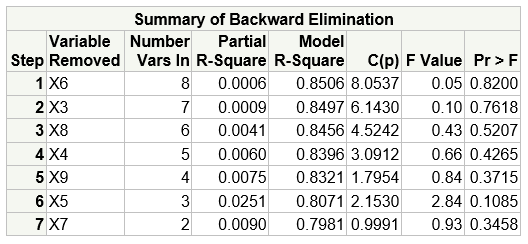 Summary of Backward Elimination
Step Variable Removed Number Vars In Partial R-Square Model R-Square C(p) F Value Pr > F
1 X6 8 0.0006 0.8506 8.0537 0.05 0.8200
2 X3 7 0.0009 0.8497 6.1430 0.10 0.7618
3 X8 6 0.0041 0.8456 4.5242 0.43 0.5207
4 X4 5 0.0060 0.8396 3.0912 0.66 0.4265
5 X9 4 0.0075 0.8321 1.7954 0.84 0.3715
6 X5 3 0.0251 0.8071 2.1530 2.84 0.1085
7 X7 2 0.0090 0.7981 0.9991 0.93 0.3458